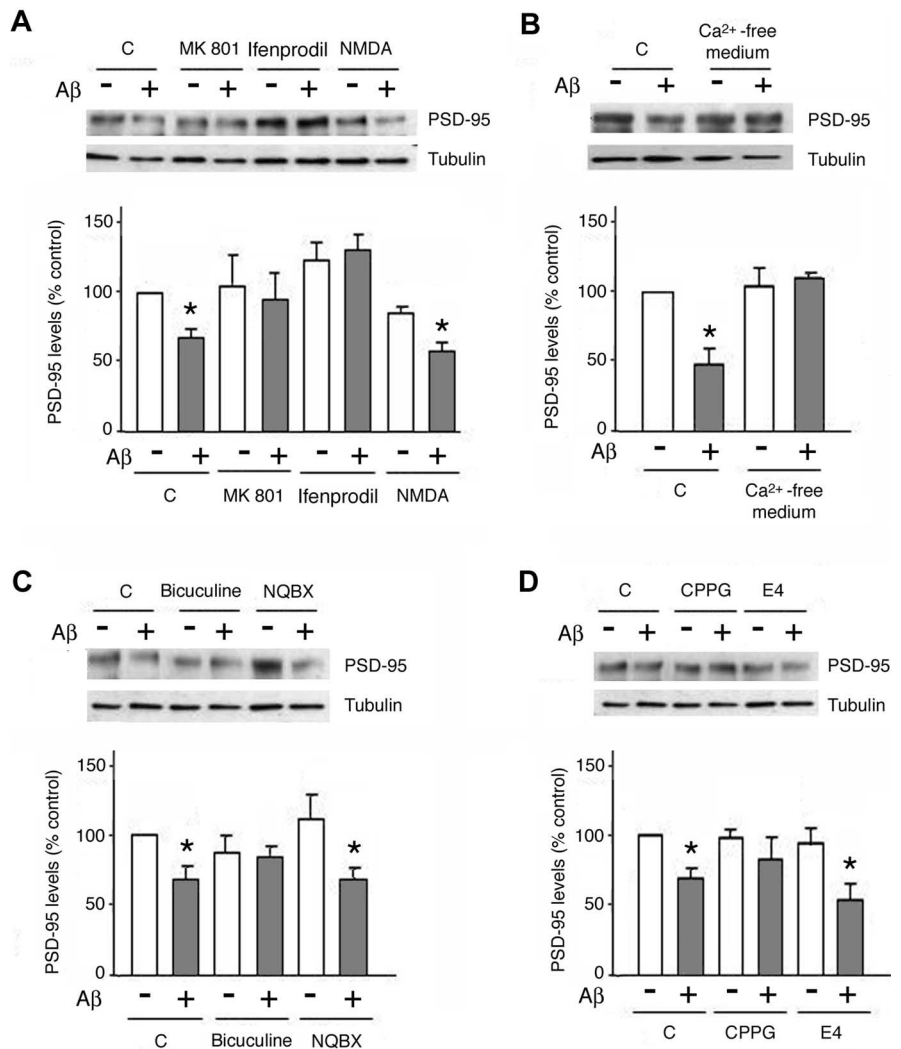 A
C MK 801 Ifenprodil NMDA
Aβ - + - + - + - +
PSD-95
Tubulin
PSD-95 levels (% control)
150
100
50
0
* *
Aβ - + - + - + - +
C MK 801 Ifenprodil NMDA
B
C Ca2+ -free
medium
Aβ - + - +
PSD-95
Tubulin
PSD-95 levels (% control)
150
100
50
0
*
Aβ - + - +
C Ca2+ -free
medium
C
C Bicuculine NQBX
Aβ - + - + - +
PSD-95
Tubulin
PSD-95 levels (% control)
150
100
50
0
* *
Aβ - + - + - +
C Bicuculine NQBX
D
C CPPG E4
Aβ - + - + - +
PSD-95
Tubulin
PSD-95 levels (% control)
150
100
50
0
* *
Aβ - + - + - +
C CPPG E4